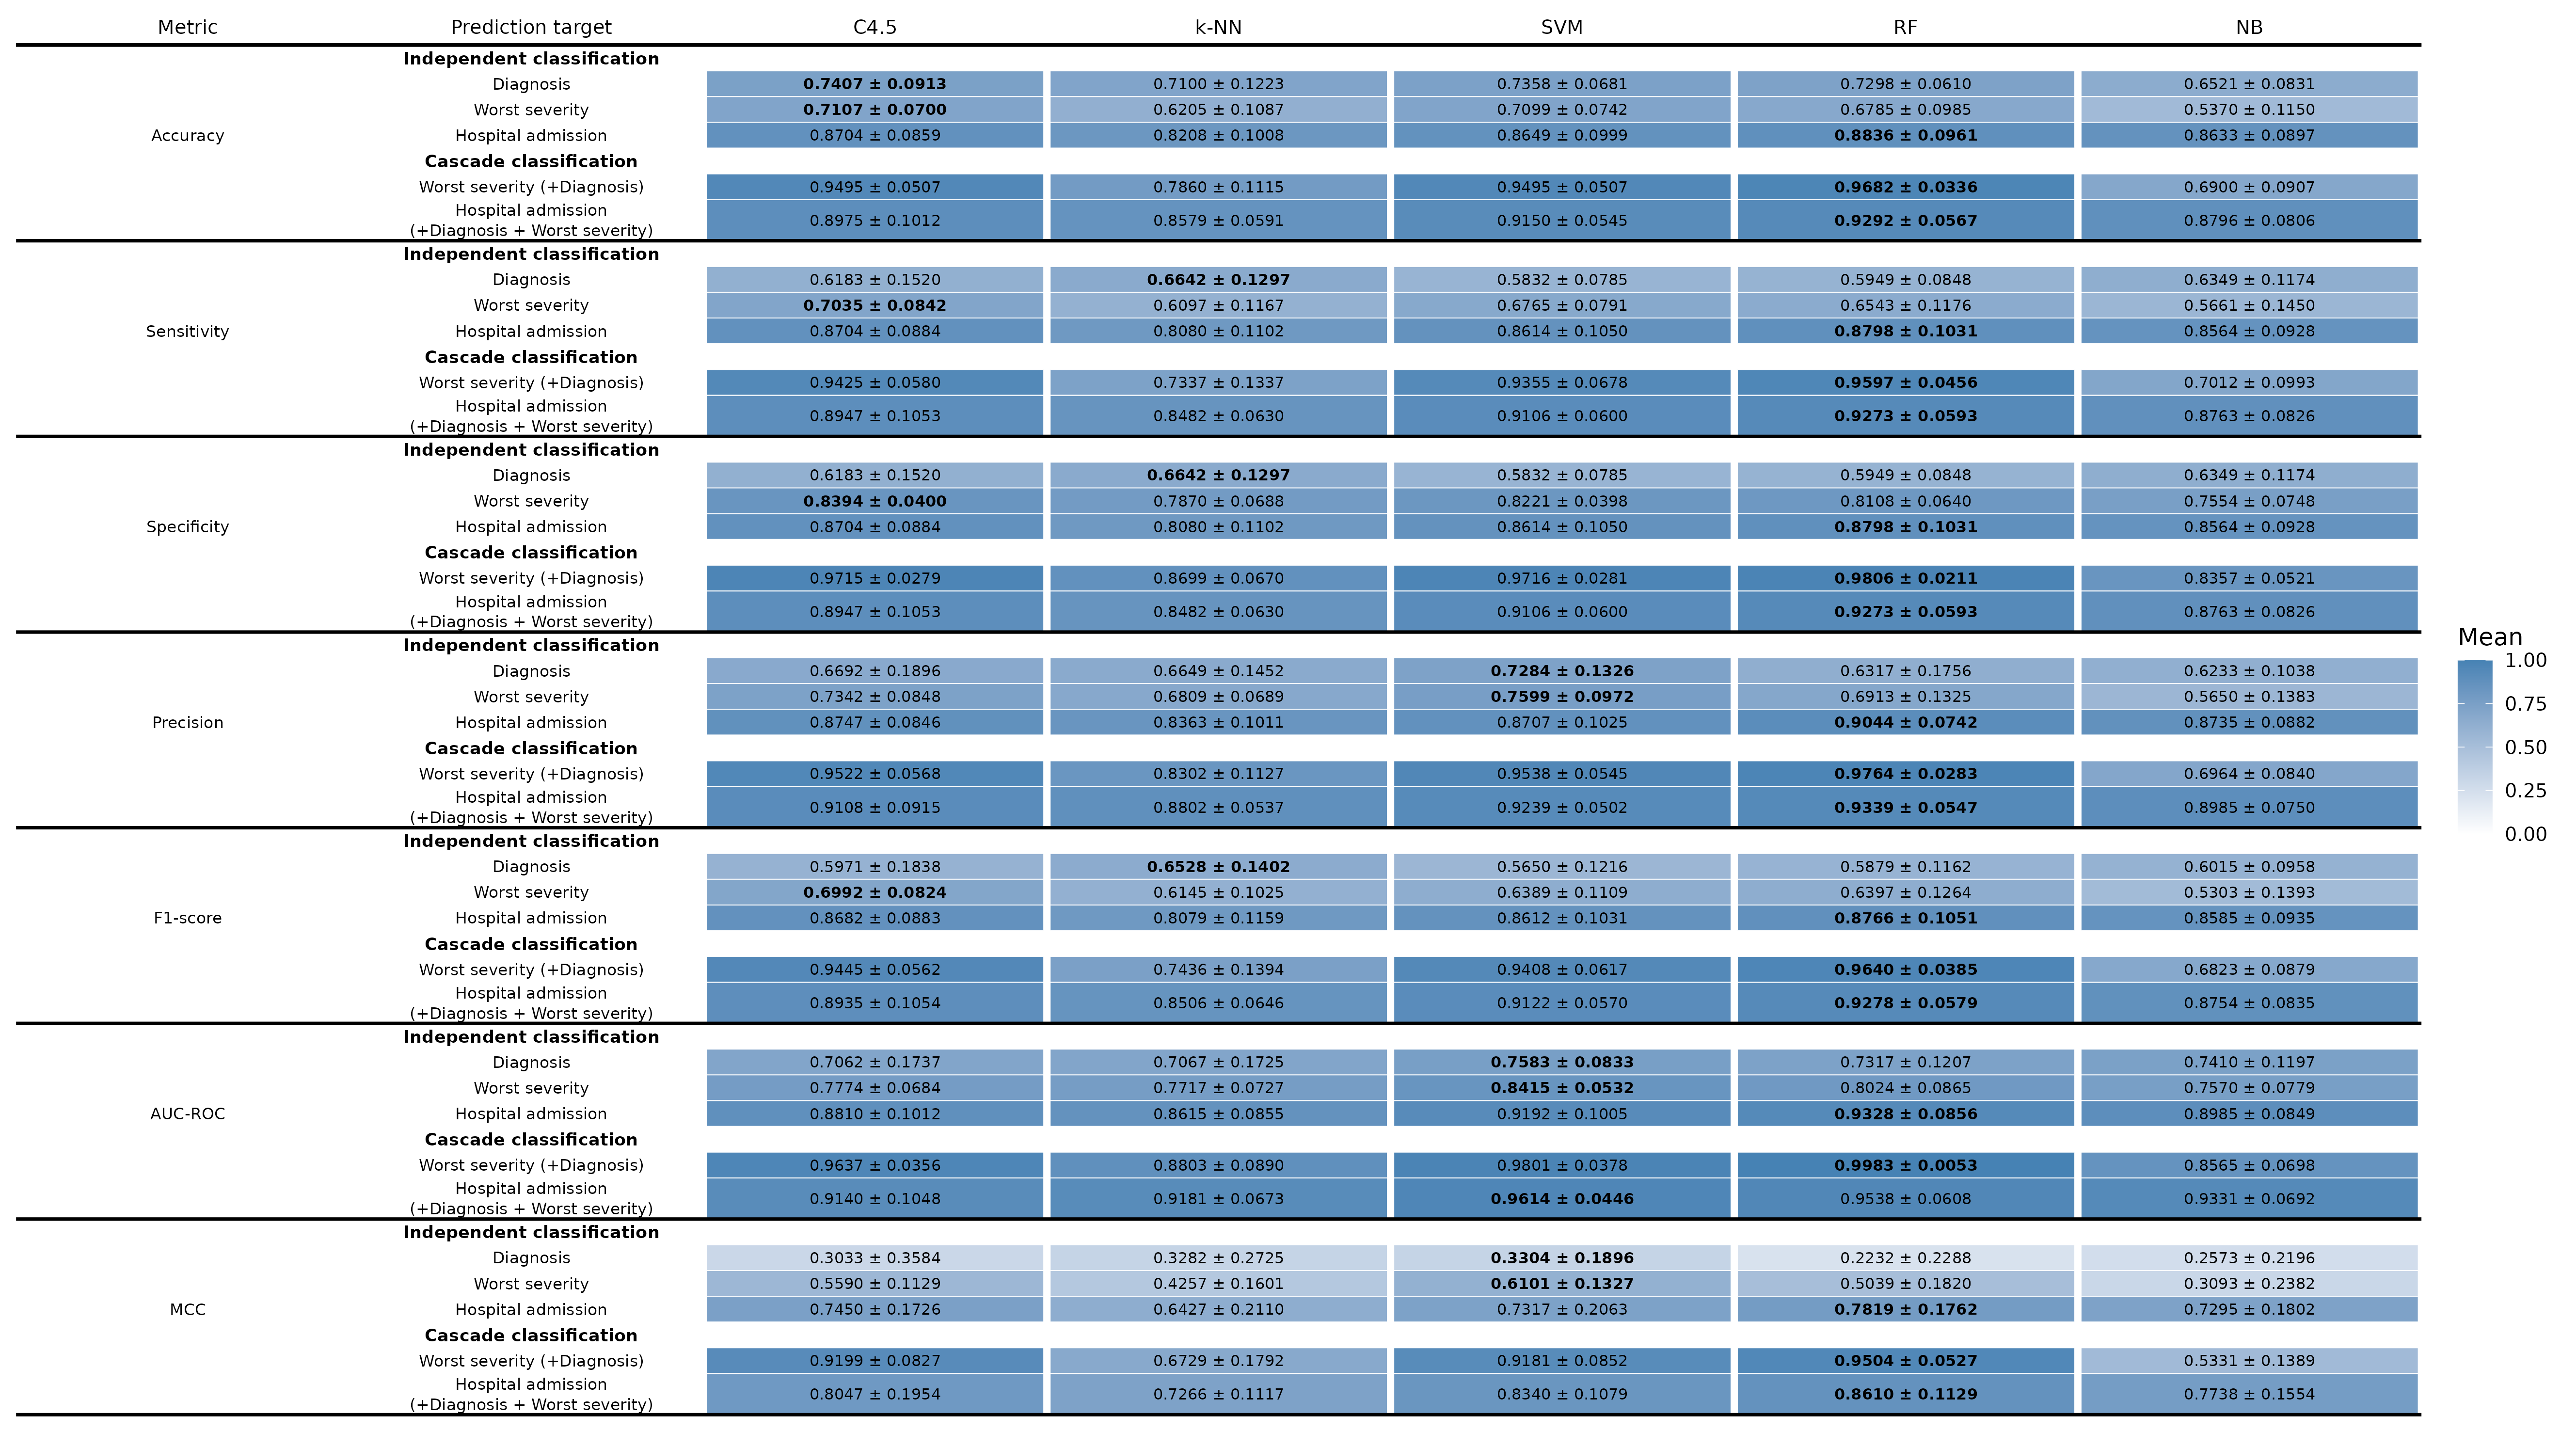 Metric Prediction target C4.5 k-NN SVM RF NB
Independent classification
Diagnosis 0.7407 ± 0.0913 0.7100 ± 0.1223 0.7358 ± 0.0681 0.7298 ± 0.0610 0.6521 ± 0.0831
Worst severity 0.7107 ± 0.0700 0.6205 ± 0.1087 0.7099 ± 0.0742 0.6785 ± 0.0985 0.5370 ± 0.1150
Accuracy Hospital admission 0.8704 ± 0.0859 0.8208 ± 0.1008 0.8649 ± 0.0999 0.8836 ± 0.0961 0.8633 ± 0.0897
Cascade classification
Worst severity (+Diagnosis) 0.9495 ± 0.0507 0.7860 ± 0.1115 0.9495 ± 0.0507 0.9682 ± 0.0336 0.6900 ± 0.0907
Hospital admission
(+Diagnosis + Worst severity) 0.8975 ± 0.1012 0.8579 ± 0.0591 0.9150 ± 0.0545 0.9292 ± 0.0567 0.8796 ± 0.0806
Independent classification
Diagnosis 0.6183 ± 0.1520 0.6642 ± 0.1297 0.5832 ± 0.0785 0.5949 ± 0.0848 0.6349 ± 0.1174
Worst severity 0.7035 ± 0.0842 0.6097 ± 0.1167 0.6765 ± 0.0791 0.6543 ± 0.1176 0.5661 ± 0.1450
Sensitivity Hospital admission 0.8704 ± 0.0884 0.8080 ± 0.1102 0.8614 ± 0.1050 0.8798 ± 0.1031 0.8564 ± 0.0928
Cascade classification
Worst severity (+Diagnosis) 0.9425 ± 0.0580 0.7337 ± 0.1337 0.9355 ± 0.0678 0.9597 ± 0.0456 0.7012 ± 0.0993
Hospital admission
(+Diagnosis + Worst severity) 0.8947 ± 0.1053 0.8482 ± 0.0630 0.9106 ± 0.0600 0.9273 ± 0.0593 0.8763 ± 0.0826
Independent classification
Diagnosis 0.6183 ± 0.1520 0.6642 ± 0.1297 0.5832 ± 0.0785 0.5949 ± 0.0848 0.6349 ± 0.1174
Worst severity 0.8394 ± 0.0400 0.7870 ± 0.0688 0.8221 ± 0.0398 0.8108 ± 0.0640 0.7554 ± 0.0748
Specificity Hospital admission 0.8704 ± 0.0884 0.8080 ± 0.1102 0.8614 ± 0.1050 0.8798 ± 0.1031 0.8564 ± 0.0928
Cascade classification
Worst severity (+Diagnosis) 0.9715 ± 0.0279 0.8699 ± 0.0670 0.9716 ± 0.0281 0.9806 ± 0.0211 0.8357 ± 0.0521
Hospital admission
(+Diagnosis + Worst severity) 0.8947 ± 0.1053 0.8482 ± 0.0630 0.9106 ± 0.0600 0.9273 ± 0.0593 0.8763 ± 0.0826
Independent classification
Diagnosis 0.6692 ± 0.1896 0.6649 ± 0.1452 0.7284 ± 0.1326 0.6317 ± 0.1756 0.6233 ± 0.1038
Worst severity 0.7342 ± 0.0848 0.6809 ± 0.0689 0.7599 ± 0.0972 0.6913 ± 0.1325 0.5650 ± 0.1383
Precision Hospital admission 0.8747 ± 0.0846 0.8363 ± 0.1011 0.8707 ± 0.1025 0.9044 ± 0.0742 0.8735 ± 0.0882
Cascade classification
Worst severity (+Diagnosis) 0.9522 ± 0.0568 0.8302 ± 0.1127 0.9538 ± 0.0545 0.9764 ± 0.0283 0.6964 ± 0.0840
Hospital admission
(+Diagnosis + Worst severity) 0.9108 ± 0.0915 0.8802 ± 0.0537 0.9239 ± 0.0502 0.9339 ± 0.0547 0.8985 ± 0.0750
Independent classification
Diagnosis 0.5971 ± 0.1838 0.6528 ± 0.1402 0.5650 ± 0.1216 0.5879 ± 0.1162 0.6015 ± 0.0958
Worst severity 0.6992 ± 0.0824 0.6145 ± 0.1025 0.6389 ± 0.1109 0.6397 ± 0.1264 0.5303 ± 0.1393
F1-score Hospital admission 0.8682 ± 0.0883 0.8079 ± 0.1159 0.8612 ± 0.1031 0.8766 ± 0.1051 0.8585 ± 0.0935
Cascade classification
Worst severity (+Diagnosis) 0.9445 ± 0.0562 0.7436 ± 0.1394 0.9408 ± 0.0617 0.9640 ± 0.0385 0.6823 ± 0.0879
Hospital admission
(+Diagnosis + Worst severity) 0.8935 ± 0.1054 0.8506 ± 0.0646 0.9122 ± 0.0570 0.9278 ± 0.0579 0.8754 ± 0.0835
Independent classification
Diagnosis 0.7062 ± 0.1737 0.7067 ± 0.1725 0.7583 ± 0.0833 0.7317 ± 0.1207 0.7410 ± 0.1197
Worst severity 0.7774 ± 0.0684 0.7717 ± 0.0727 0.8415 ± 0.0532 0.8024 ± 0.0865 0.7570 ± 0.0779
AUC-ROC Hospital admission 0.8810 ± 0.1012 0.8615 ± 0.0855 0.9192 ± 0.1005 0.9328 ± 0.0856 0.8985 ± 0.0849
Cascade classification
Worst severity (+Diagnosis) 0.9637 ± 0.0356 0.8803 ± 0.0890 0.9801 ± 0.0378 0.9983 ± 0.0053 0.8565 ± 0.0698
Hospital admission
(+Diagnosis + Worst severity) 0.9140 ± 0.1048 0.9181 ± 0.0673 0.9614 ± 0.0446 0.9538 ± 0.0608 0.9331 ± 0.0692
Independent classification
Diagnosis 0.3033 ± 0.3584 0.3282 ± 0.2725 0.3304 ± 0.1896 0.2232 ± 0.2288 0.2573 ± 0.2196
Worst severity 0.5590 ± 0.1129 0.4257 ± 0.1601 0.6101 ± 0.1327 0.5039 ± 0.1820 0.3093 ± 0.2382
MCC Hospital admission 0.7450 ± 0.1726 0.6427 ± 0.2110 0.7317 ± 0.2063 0.7819 ± 0.1762 0.7295 ± 0.1802
Cascade classification
Worst severity (+Diagnosis) 0.9199 ± 0.0827 0.6729 ± 0.1792 0.9181 ± 0.0852 0.9504 ± 0.0527 0.5331 ± 0.1389
Hospital admission
(+Diagnosis + Worst severity) 0.8047 ± 0.1954 0.7266 ± 0.1117 0.8340 ± 0.1079 0.8610 ± 0.1129 0.7738 ± 0.1554
Mean
1.00
0.75
0.50
0.25
0.00